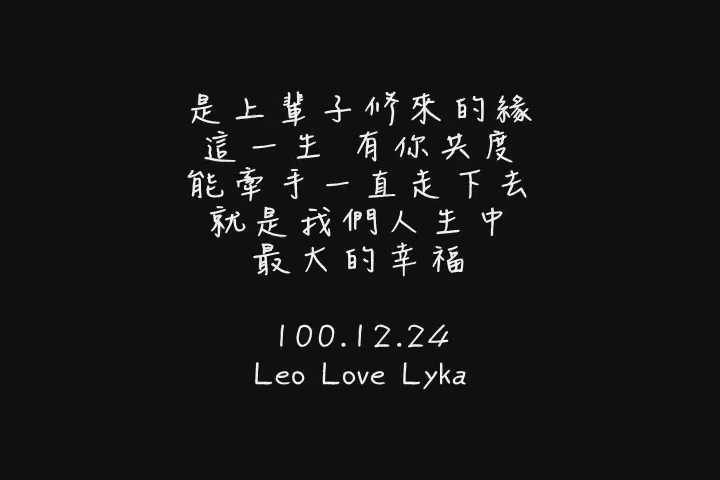 是上輩子修來的緣
這一生 有你共度
能牽手一直走下去
就是我們人生中
最大的幸福
100.12.24
Leo Love Lyka